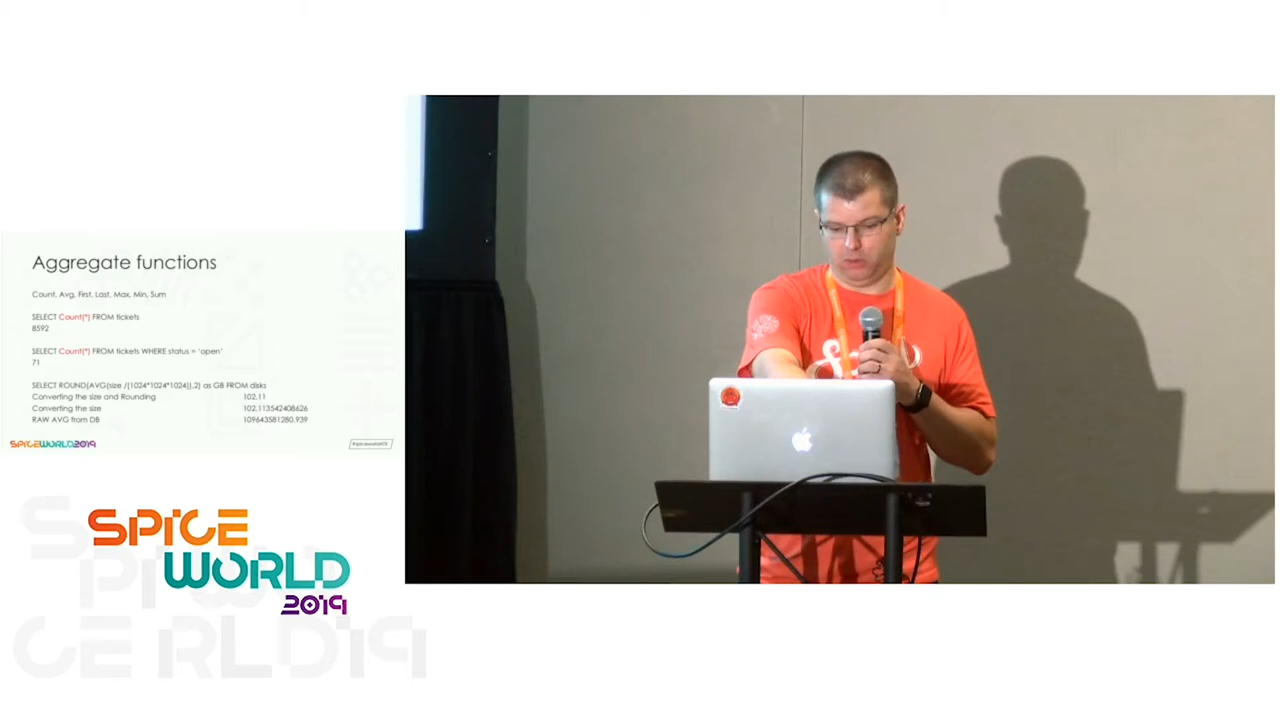 Aggregate functions
Count, Avg, First, Last, Max, Min, Sum
SELECT Count(*) FROM tickets
8592
SELECT Count(*) FROM tickets WHERE status = ‘open’
71
SELECT ROUND(AVG(size /(1024*1024*1024)),2) as GB FROM disks
Converting the size and Rounding 102.11
Converting the size 102.113542408626
RAW AVG from DB 109643581280.939
SPICEWORLD2019
SPICE
WORLD
2019